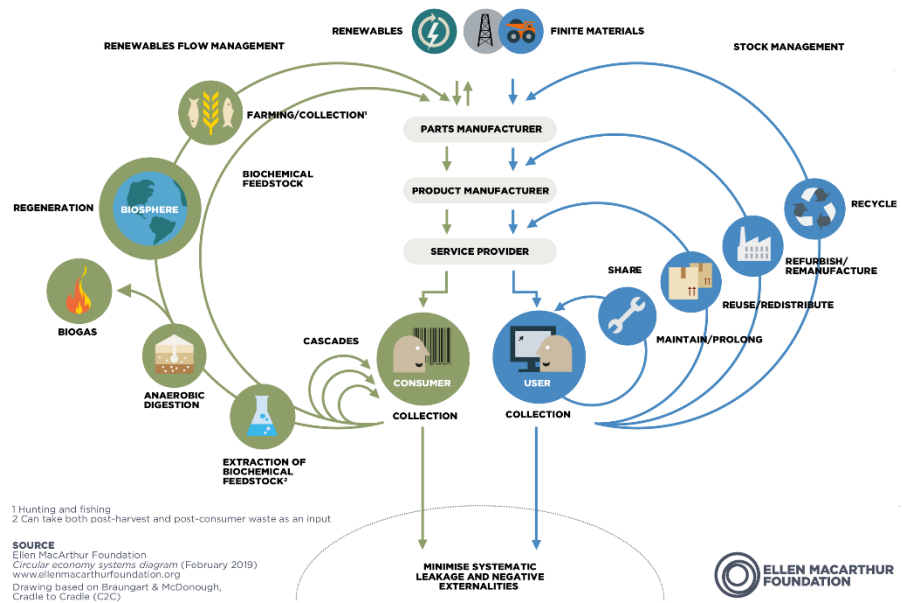 RENEWABLES
FINITE MATERIALS
RENEWABLES FLOW MANAGEMENT
STOCK MANAGEMENT
FARMING/COLLECTION¹
PARTS MANUFACTURER
BIOCHEMICAL
FEEDSTOCK
PRODUCT MANUFACTURER
REGENERATION
BIOSPHERE
RECYCLE
SERVICE PROVIDER
SHARE
REFURBISH/
REMANUFACTURE
REUSE/REDISTRIBUTE
BIOGAS
CASCADES
MAINTAIN/PROLONG
CONSUMER
USER
ANAEROBIC
DIGESTION
COLLECTION
COLLECTION
EXTRACTION OF
BIOCHEMICAL
FEEDSTOCK²
1 Hunting and fishing
2 Can take both post-harvest and post-consumer waste as an input
SOURCE
Ellen MacArthur Foundation
Circular economy systems diagram (February 2019)
www.ellenmacarthurfoundation.org
Drawing based on Braungart & McDonough,
Cradle to Cradle (C2C)
MINIMISE SYSTEMATIC
LEAKAGE AND NEGATIVE
EXTERNALITIES
ELLEN MACARTHUR
FOUNDATION